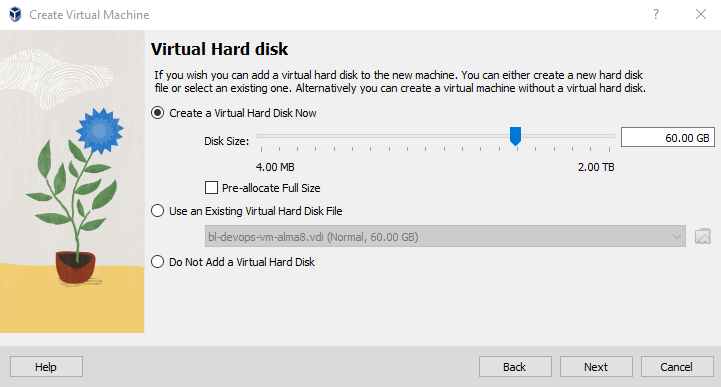 Create Virtual Machine
Virtual Hard disk
If you wish you can add a virtual hard disk to the new machine. You can either create a new hard disk
file or select an existing one. Alternatively you can create a virtual machine without a virtual hard disk.
Create a Virtual Hard Disk Now
Disk Size:
60.00 GB
4.00 MB
2.00 TB
Pre-allocate Full Size
Use an Existing Virtual Hard Disk File
bl-devops-vm-alma8.vdi (Normal, 60.00 GB)
Do Not Add a Virtual Hard Disk
Help
Back
Next
Cancel